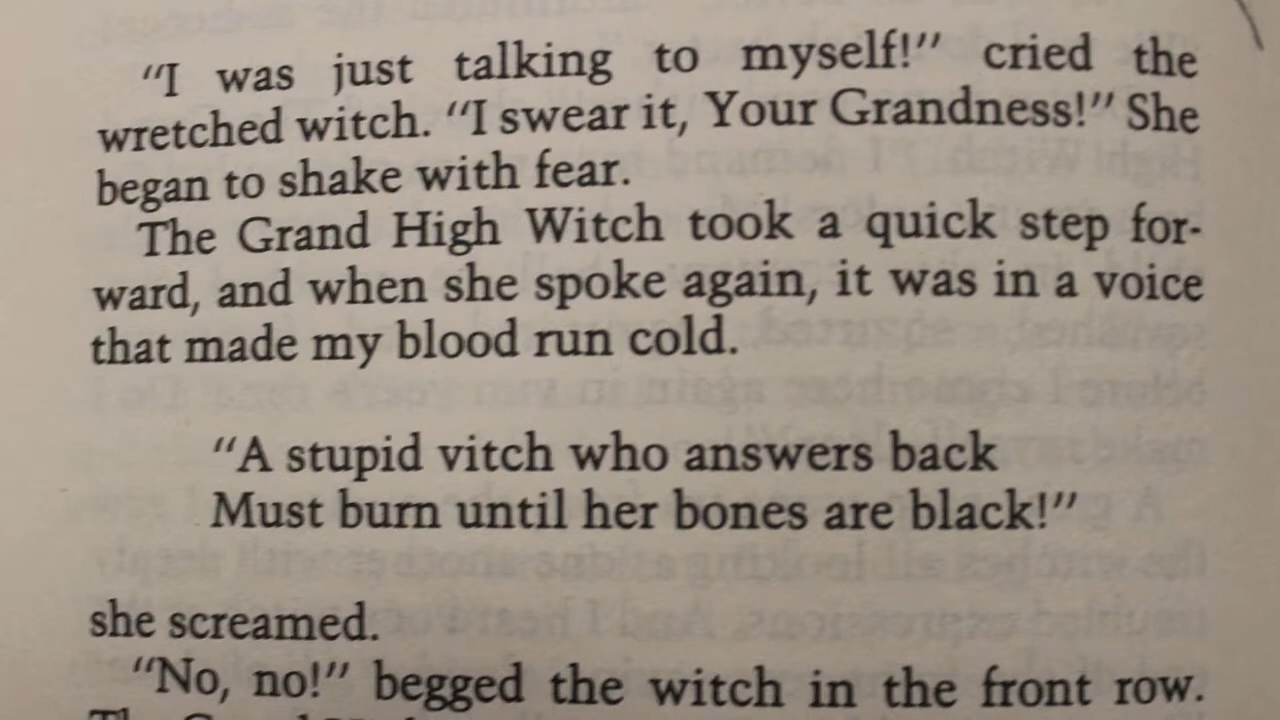 “I was just talking to myself!” cried the
wretched witch. “I swear it, Your Grandness!” She
began to shake with fear.
The Grand High Witch took a quick step for-
ward, and when she spoke again, it was in a voice
that made my blood run cold.
“A stupid vitch who answers back
Must burn until her bones are black!”
she screamed.
“No, no!” begged the witch in the front row.